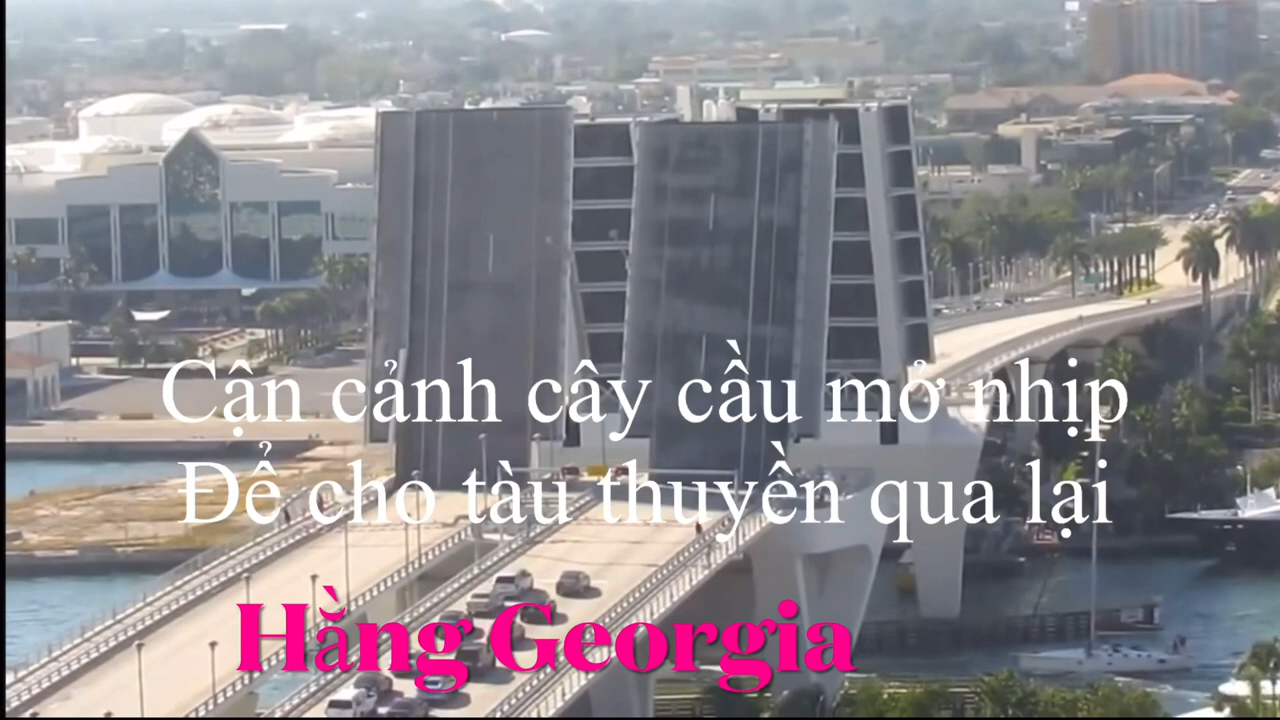 Cận cảnh cây cầu mở nhịp
Để cho tàu thuyền qua lại
Hằng Georgia